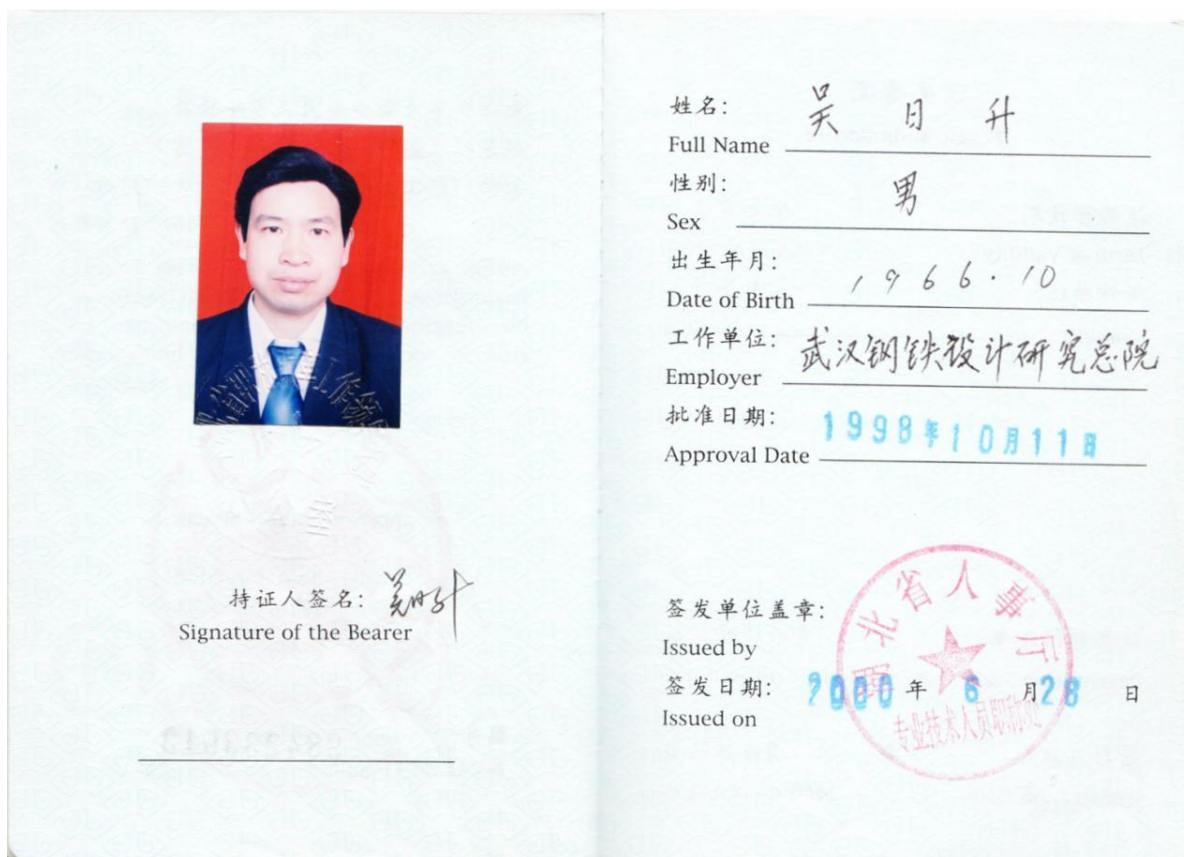 持证人签名：
Signature of the Bearer
姓名： 吴日升
Full Name
性别： 男
Sex
出生年月： 1966.10
Date of Birth
工作单位： 武汉钢铁设计研究总院
Employer
批准日期： 1998年10月11日
Approval Date
签发单位盖章：
Issued by
签发日期： 2000年6月28日
Issued on
湖北省人事厅
专业技术人员职称处